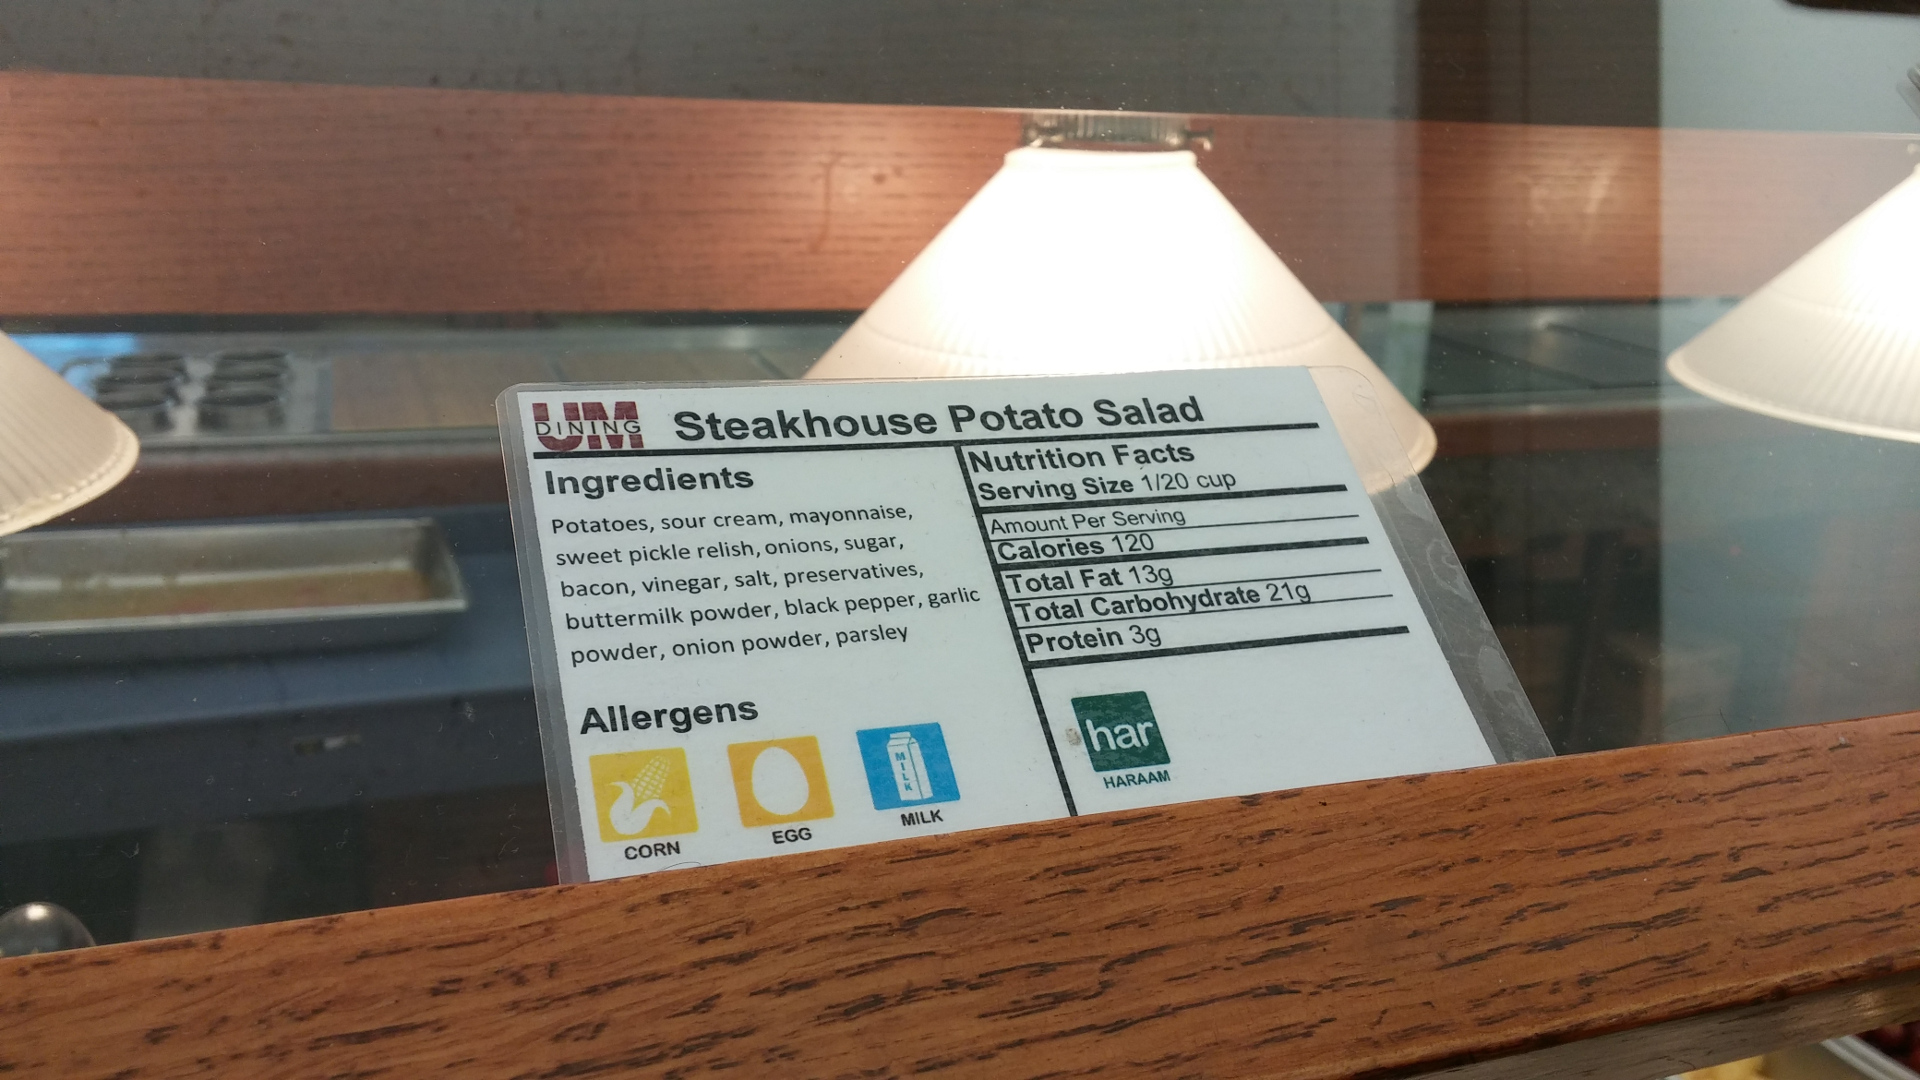 UM
DINING
Steakhouse Potato Salad
Ingredients
Potatoes, sour cream, mayonnaise,
sweet pickle relish, onions, sugar,
bacon, vinegar, salt, preservatives,
buttermilk powder, black pepper, garlic
powder, onion powder, parsley
Allergens
CORN
EGG
MILK
MILK
Nutrition Facts
Serving Size 1/20 cup
Amount Per Serving
Calories 120
Total Fat 13g
Total Carbohydrate 21g
Protein 3g
har
HARAAM